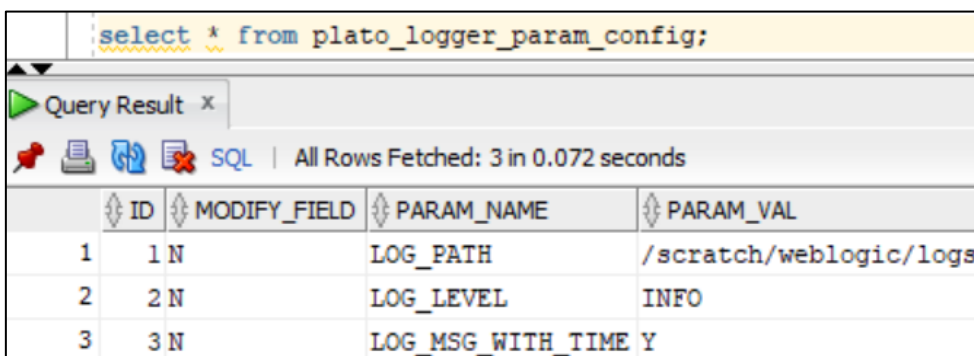 select * from plato_logger_param_config;
Query Result x
SQL | All Rows Fetched: 3 in 0.072 seconds
ID MODIFY_FIELD PARAM_NAME PARAM_VAL
1 1 N LOG_PATH /scratch/weblogic/logs
2 2 N LOG_LEVEL INFO
3 3 N LOG_MSG_WITH_TIME Y